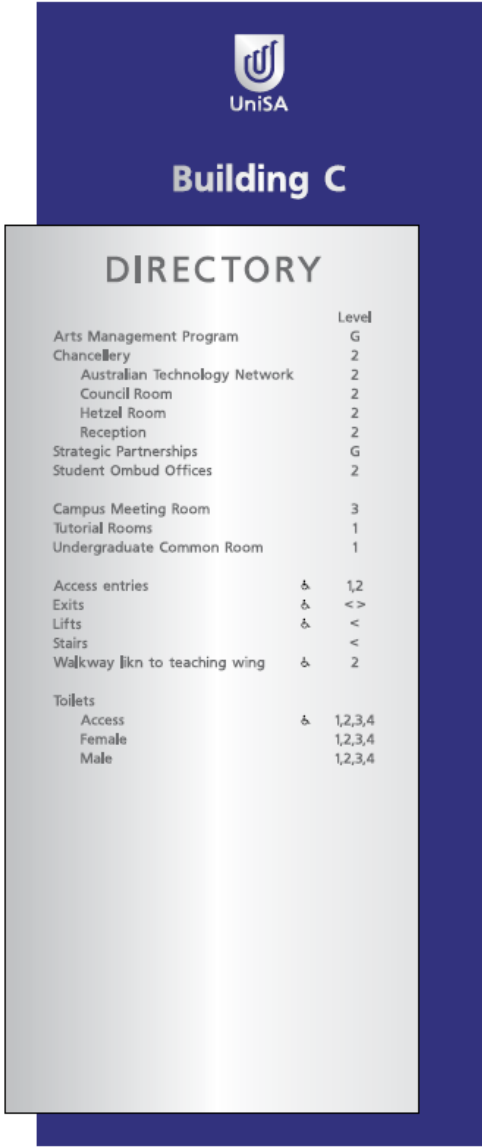 UniSA
Building C
DIRECTORY
Level
Arts Management Program G
Chancellery 2
Australian Technology Network 2
Council Room 2
Hetzel Room 2
Reception 2
Strategic Partnerships G
Student Ombud Offices 2
Campus Meeting Room 3
Tutorial Rooms 1
Undergraduate Common Room 1
Access entries ♿ 1,2
Exits ♿ < >
Lifts ♿ <
Stairs <
Walkway likn to teaching wing ♿ 2
Toilets
Access ♿ 1,2,3,4
Female 1,2,3,4
Male 1,2,3,4